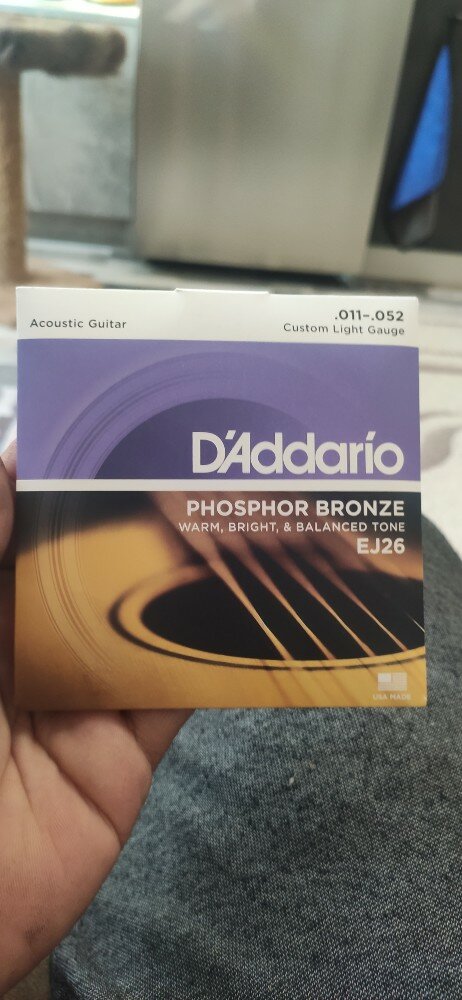 Acoustic Guitar
.011–.052
Custom Light Gauge
D'Addario
PHOSPHOR BRONZE
WARM, BRIGHT, & BALANCED TONE
EJ26
USA MADE